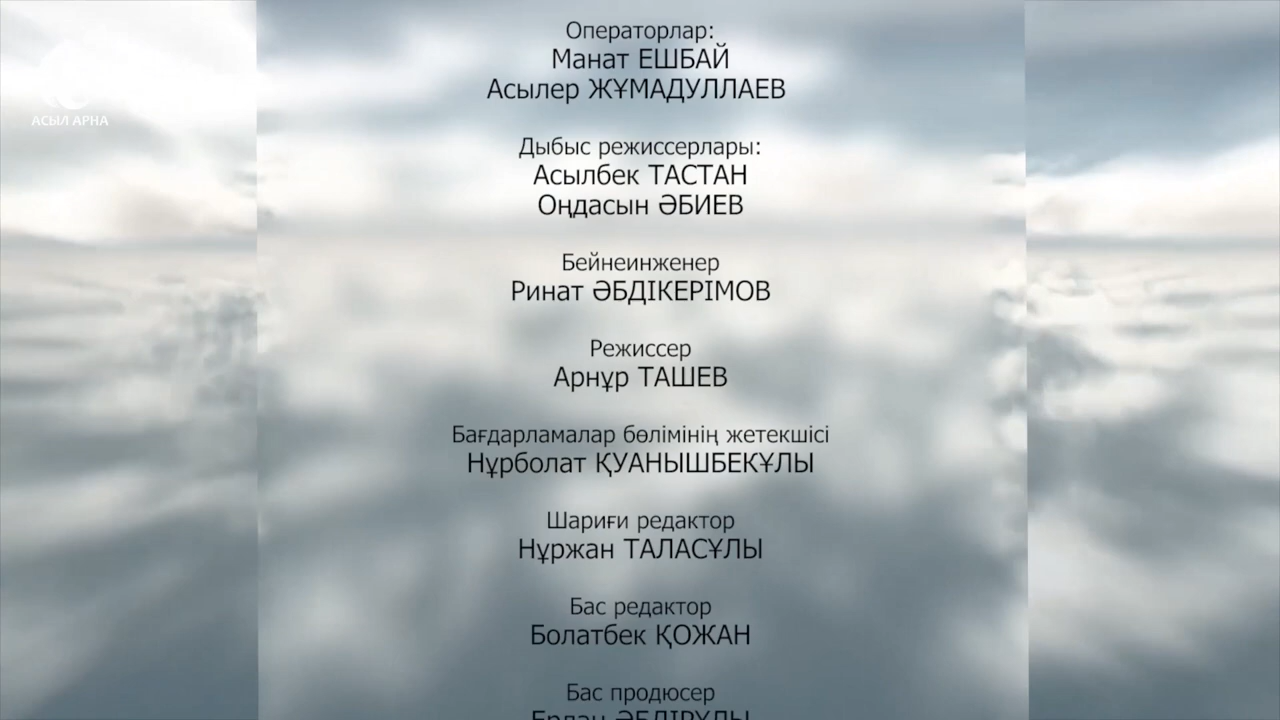 АСЫЛ АРНА
Операторлар:
Манат ЕШБАЙ
Асылер ЖҰМАДУЛЛАЕВ
Дыбыс режиссерлары:
Асылбек ТАСТАН
Оңдасын ӘБИЕВ
Бейнеинженер
Ринат ӘБДІКЕРІМОВ
Режиссер
Арнұр ТАШЕВ
Бағдарламалар бөлімінің жетекшісі
Нұрболат ҚУАНЫШБЕКҰЛЫ
Шариғи редактор
Нұржан ТАЛАСҰЛЫ
Бас редактор
Болатбек ҚОЖАН
Бас продюсер